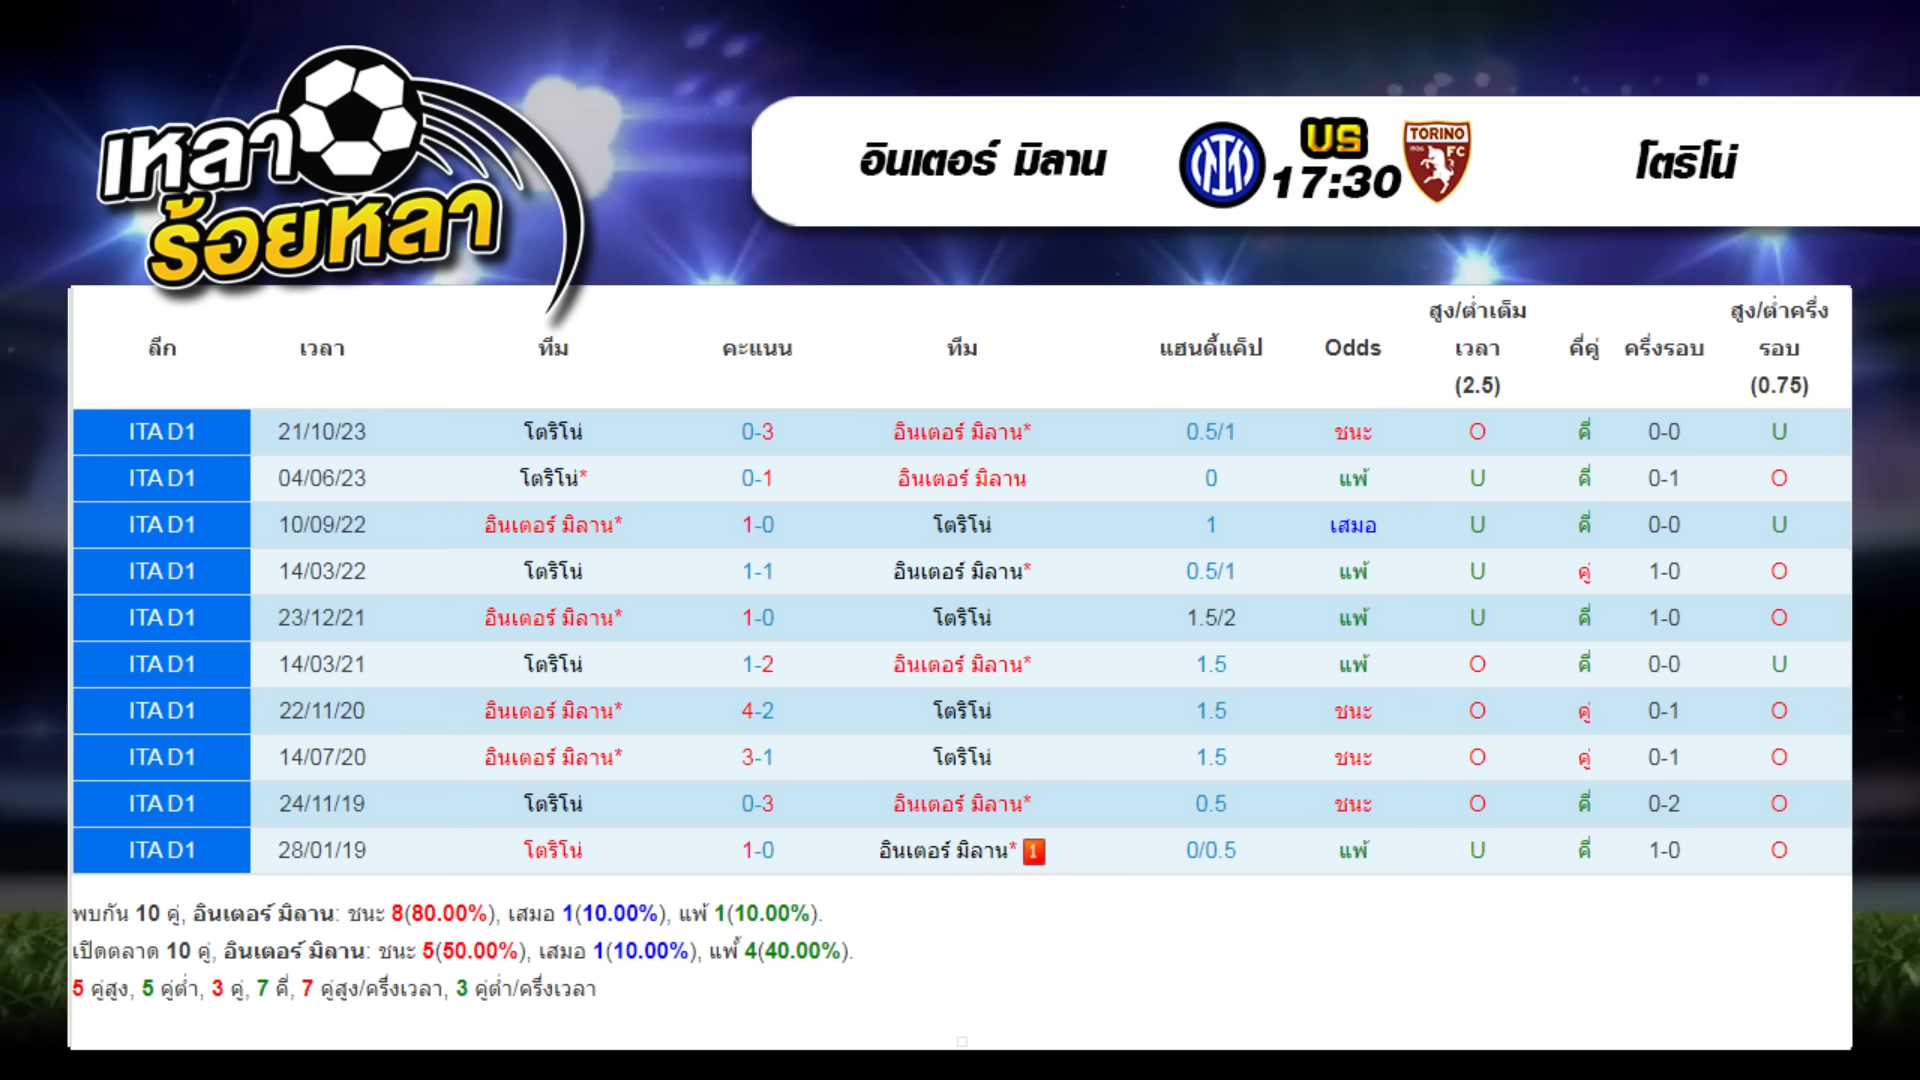 เหลา
ร้อยหลา
อินเตอร์ มิลาน US โตริโน่
17:30
TORINO
1906 FC
ลีก เวลา ทีม คะแนน ทีม แฮนดี้แค็ป Odds สูง/ต่ำเต็มเวลา (2.5) คี่คู่ ครึ่งรอบ สูง/ต่ำครึ่งรอบ (0.75)
ITA D1 21/10/23 โตริโน่ 0-3 อินเตอร์ มิลาน* 0.5/1 ชนะ O คี่ 0-0 U
ITA D1 04/06/23 โตริโน่* 0-1 อินเตอร์ มิลาน 0 แพ้ U คี่ 0-1 O
ITA D1 10/09/22 อินเตอร์ มิลาน* 1-0 โตริโน่ 1 เสมอ U คี่ 0-0 U
ITA D1 14/03/22 โตริโน่ 1-1 อินเตอร์ มิลาน* 0.5/1 แพ้ U คู่ 1-0 O
ITA D1 23/12/21 อินเตอร์ มิลาน* 1-0 โตริโน่ 1.5/2 แพ้ U คี่ 1-0 O
ITA D1 14/03/21 โตริโน่ 1-2 อินเตอร์ มิลาน* 1.5 แพ้ O คี่ 0-0 U
ITA D1 22/11/20 อินเตอร์ มิลาน* 4-2 โตริโน่ 1.5 ชนะ O คู่ 0-1 O
ITA D1 14/07/20 อินเตอร์ มิลาน* 3-1 โตริโน่ 1.5 ชนะ O คู่ 0-1 O
ITA D1 24/11/19 โตริโน่ 0-3 อินเตอร์ มิลาน* 0.5 ชนะ O คี่ 0-2 O
ITA D1 28/01/19 โตริโน่ 1-0 อินเตอร์ มิลาน* 1 0/0.5 แพ้ U คี่ 1-0 O
พบกัน 10 คู่, อินเตอร์ มิลาน: ชนะ 8(80.00%), เสมอ 1(10.00%), แพ้ 1(10.00%).
เปิดตลาด 10 คู่, อินเตอร์ มิลาน: ชนะ 5(50.00%), เสมอ 1(10.00%), แพ้ 4(40.00%).
5 คู่สูง, 5 คู่ต่ำ, 3 คู่, 7 คี่, 7 คู่สูง/ครึ่งเวลา, 3 คู่ต่ำ/ครึ่งเวลา